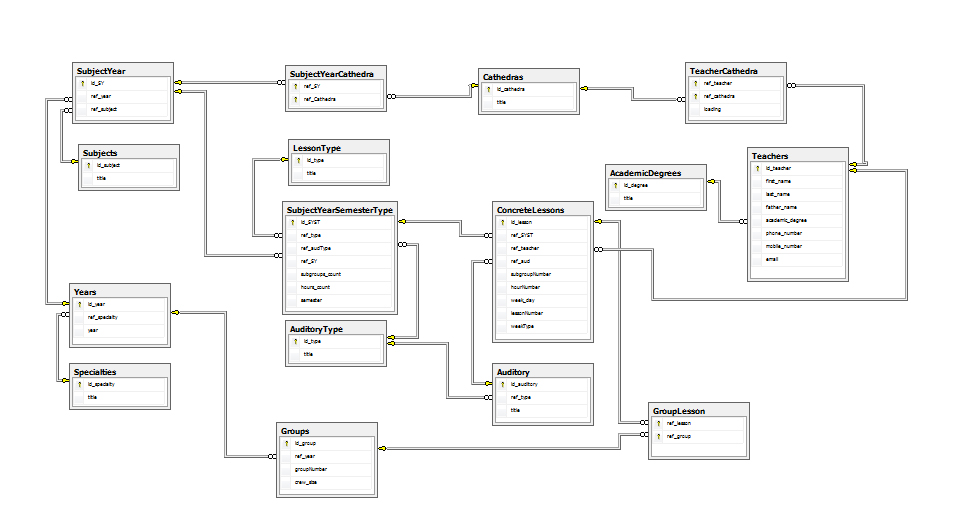 SubjectYear
id_SY
ref_year
ref_subject
SubjectYearCathedra
ref_SY
ref_Cathedra
Cathedras
id_cathedra
title
TeacherCathedra
ref_teacher
ref_cathedra
loading
Subjects
id_subject
title
LessonType
id_type
title
AcademicDegrees
id_degree
title
Teachers
id_teacher
first_name
last_name
father_name
academic_degree
phone_number
mobile_number
email
SubjectYearSemesterType
id_SYST
ref_type
ref_audType
ref_SY
subgroups_count
hours_count
semester
ConcreteLessons
id_lesson
ref_SYST
ref_teacher
ref_aud
subgroupNumber
hourNumber
week_day
lessonNumber
weekType
Years
id_year
ref_specialty
year
AuditoryType
id_type
title
Specialties
id_specialty
title
Auditory
id_auditory
ref_type
title
Groups
id_group
ref_year
groupNumber
crew_size
GroupLesson
ref_lesson
ref_group